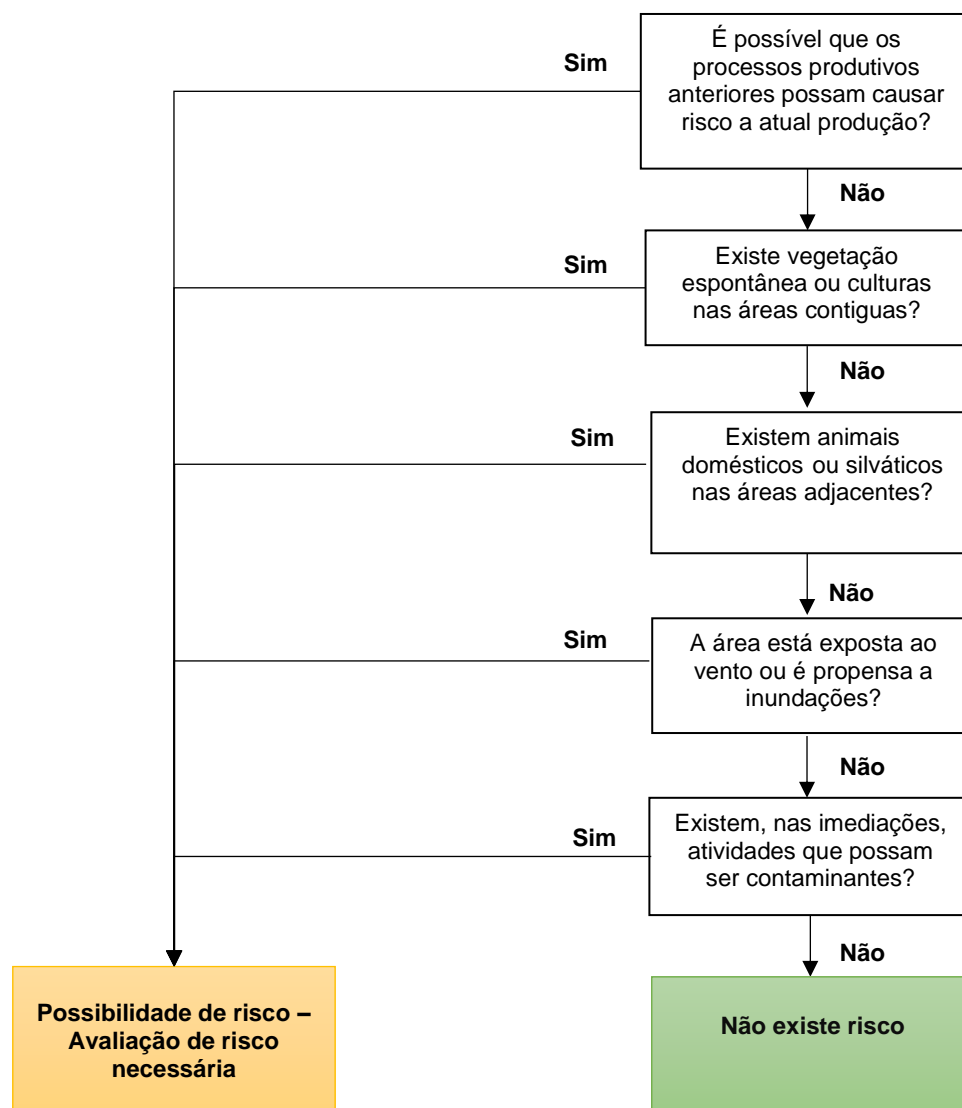 É possível que os
processos produtivos
anteriores possam causar
risco a atual produção?
Sim
Não
Existe vegetação
espontânea ou culturas
nas áreas contiguas?
Sim
Não
Existem animais
domésticos ou silváticos
nas áreas adjacentes?
Sim
Não
A área está exposta ao
vento ou é propensa a
inundações?
Sim
Não
Existem, nas imediações,
atividades que possam
ser contaminantes?
Sim
Não
Possibilidade de risco –
Avaliação de risco
necessária
Não existe risco